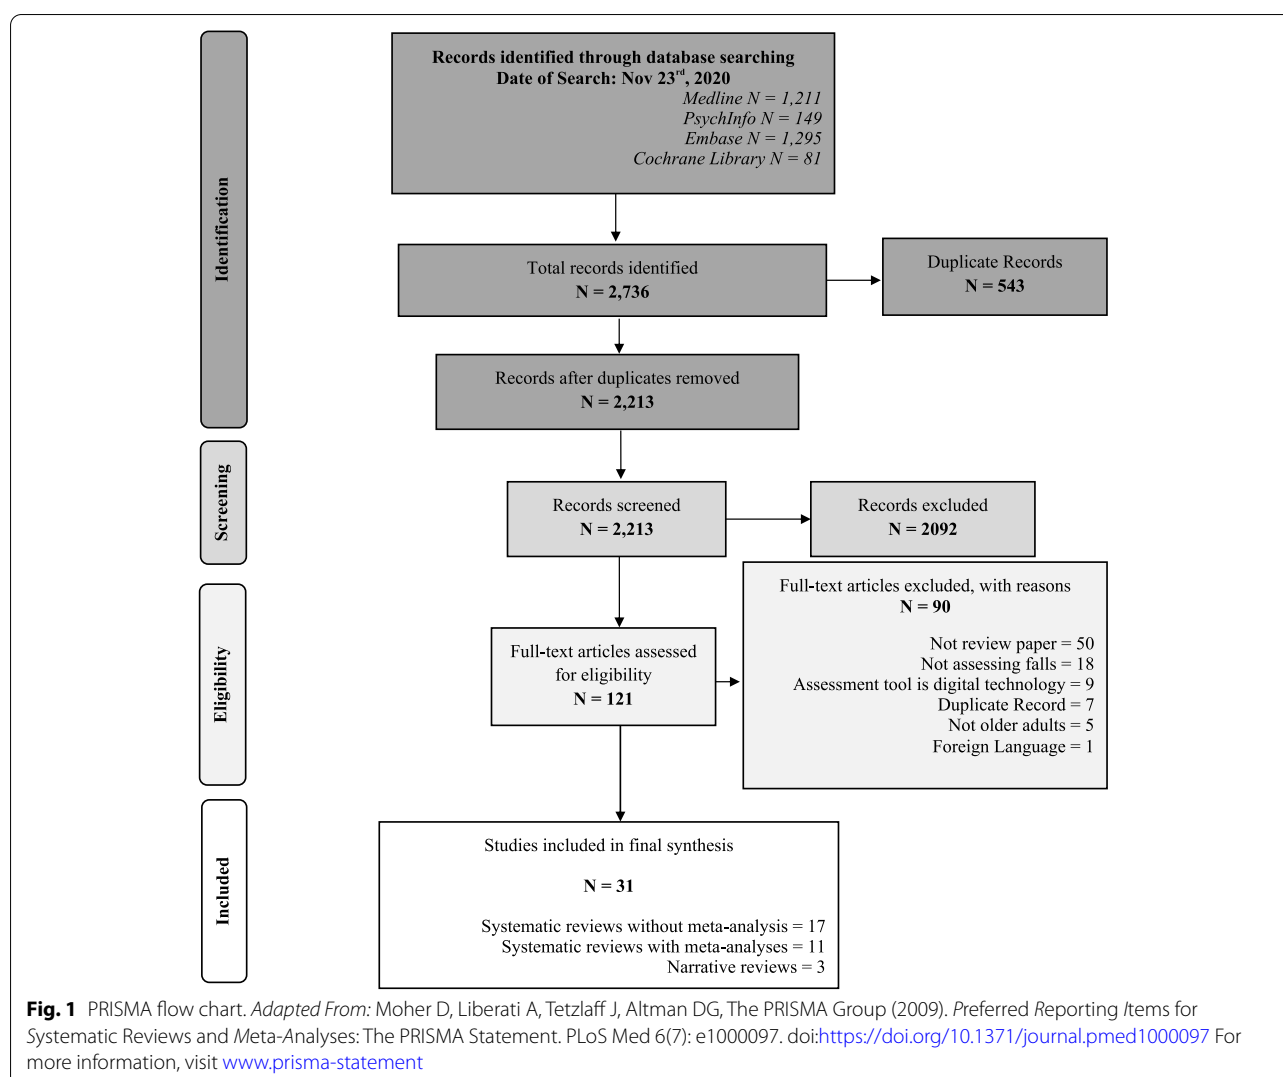 Identification
Records identified through database searching
Date of Search: Nov 23rd, 2020
Medline N = 1,211
PsychInfo N = 149
Embase N = 1,295
Cochrane Library N = 81
Total records identified
N = 2,736
Duplicate Records
N = 543
Records after duplicates removed
N = 2,213
Screening
Records screened
N = 2,213
Records excluded
N = 2092
Eligibility
Full-text articles assessed
for eligibility
N = 121
Full-text articles excluded, with reasons
N = 90
Not review paper = 50
Not assessing falls = 18
Assessment tool is digital technology = 9
Duplicate Record = 7
Not older adults = 5
Foreign Language = 1
Included
Studies included in final synthesis
N = 31
Systematic reviews without meta-analysis = 17
Systematic reviews with meta-analyses = 11
Narrative reviews = 3
Fig. 1 PRISMA flow chart. Adapted From: Moher D, Liberati A, Tetzlaff J, Altman DG, The PRISMA Group (2009). Preferred Reporting Items for
Systematic Reviews and Meta-Analyses: The PRISMA Statement. PLoS Med 6(7): e1000097. doi:https://doi.org/10.1371/journal.pmed1000097 For
more information, visit www.prisma-statement